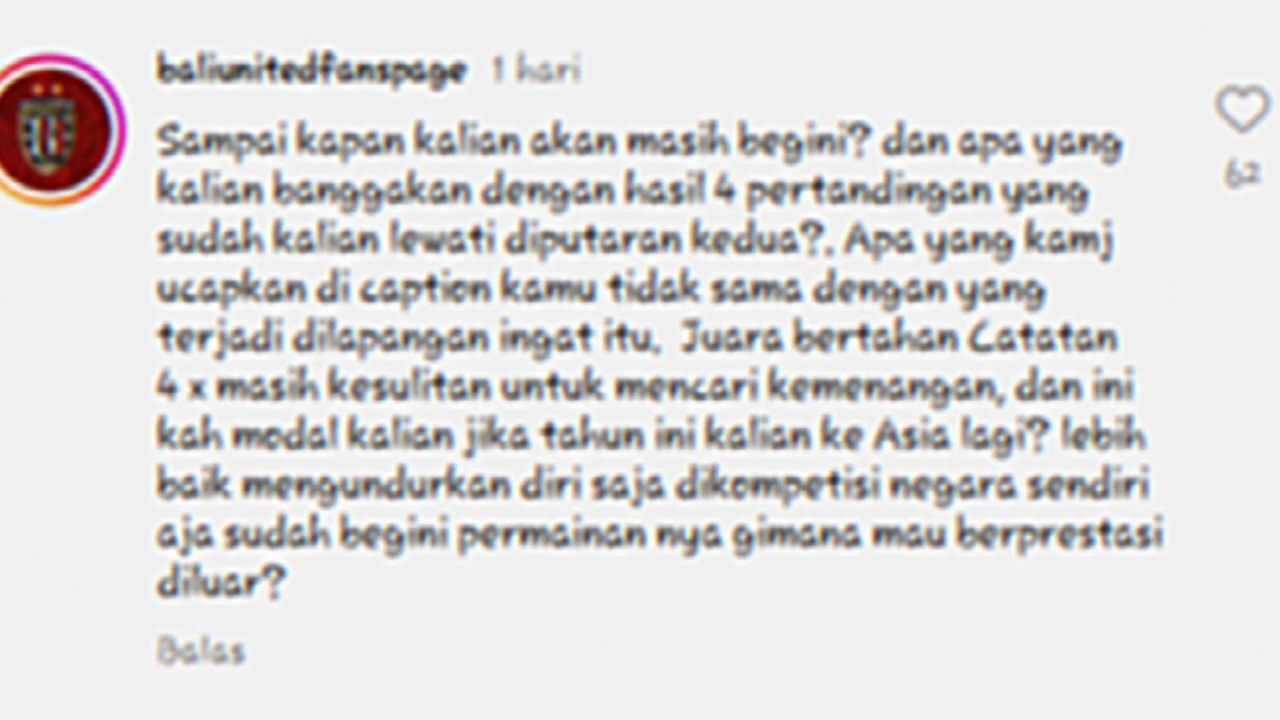 baliunitedfanspage 1 hari
Sampai kapan kalian akan masih begini? dan apa yang
kalian banggakan dengan hasil 4 pertandingan yang
sudah kalian lewati diputaran kedua?. Apa yang kamj
ucapkan di caption kamu tidak sama dengan yang
terjadi dilapangan ingat itu. Juara bertahan Catatan
4 x masih kesulitan untuk mencari kemenangan, dan ini
kah modal kalian jika tahun ini kalian ke Asia lagi? lebih
baik mengundurkan diri saja dikompetisi negara sendiri
aja sudah begini permainan nya gimana mau berprestasi
diluar?
62
Balas